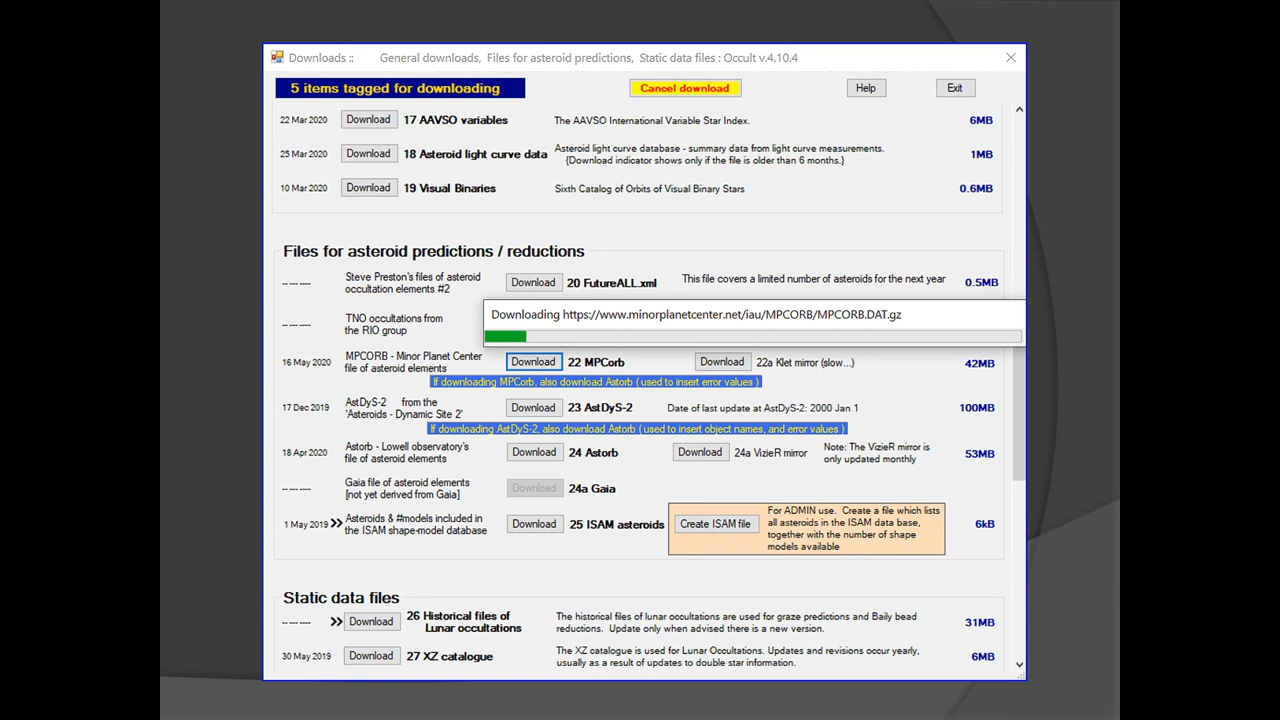 Downloads :: General downloads, Files for asteroid predictions, Static data files : Occult v.4.10.4
5 items tagged for downloading
Cancel download
Help
Exit
22 Mar 2020 Download 17 AAVSO variables The AAVSO International Variable Star Index. 6MB
25 Mar 2020 Download 18 Asteroid light curve data Asteroid light curve database - summary data from light curve measurements. 1MB
{Download indicator shows only if the file is older than 6 months.}
10 Mar 2020 Download 19 Visual Binaries Sixth Catalog of Orbits of Visual Binary Stars 0.6MB
Files for asteroid predictions / reductions
-- --- ---- Steve Preston's files of asteroid
occultation elements #2
Download 20 FutureALL.xml This file covers a limited number of asteroids for the next year 0.5MB
-- --- ---- TNO occultations from
the RIO group
Downloading https://www.minorplanetcenter.net/iau/MPCORB/MPCORB.DAT.gz
16 May 2020 MPCORB - Minor Planet Center
file of asteroid elements
Download 22 MPCorb Download 22a Klet mirror (slow...) 42MB
If downloading MPCorb, also download Astorb ( used to insert error values )
17 Dec 2019 AstDyS-2 from the
'Asteroids - Dynamic Site 2'
Download 23 AstDyS-2 Date of last update at AstDyS-2: 2000 Jan 1 100MB
If downloading AstDyS-2, also download Astorb ( used to insert object names, and error values )
18 Apr 2020 Astorb - Lowell observatory's
file of asteroid elements
Download 24 Astorb Download 24a VizieR mirror Note: The VizieR mirror is
only updated monthly
53MB
-- --- ---- Gaia file of asteroid elements
[not yet derived from Gaia]
Download 24a Gaia
1 May 2019 >> Asteroids & #models included in
the ISAM shape-model database
Download 25 ISAM asteroids Create ISAM file
For ADMIN use. Create a file which lists
all asteroids in the ISAM data base,
together with the number of shape
models available
6kB
Static data files
-- --- ---- >> Download 26 Historical files of
Lunar occultations
The historical files of lunar occultations are used for graze predictions and Baily bead
reductions. Update only when advised there is a new version.
31MB
30 May 2019 Download 27 XZ catalogue The XZ catalogue is used for Lunar Occultations. Updates and revisions occur yearly,
usually as a result of updates to double star information.
6MB